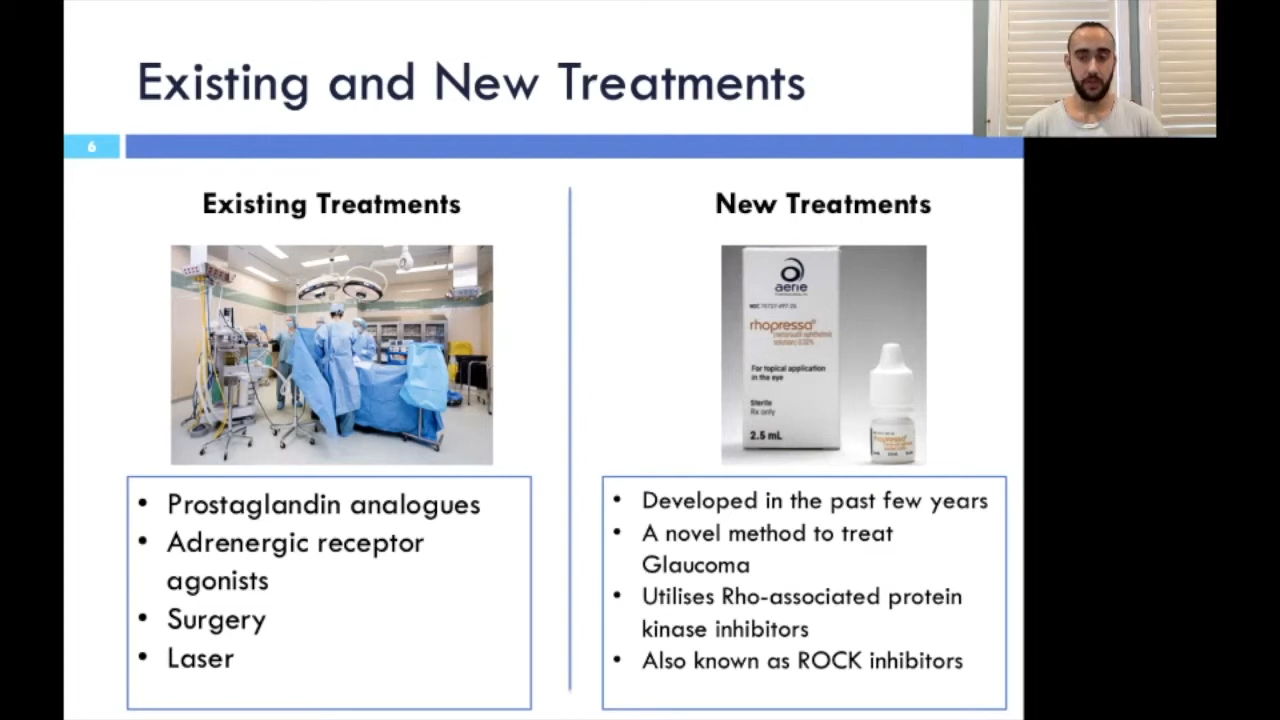 Existing and New Treatments
6
Existing Treatments
New Treatments
aerie
rhopressa
For topical application
in the eye
Sterile
Rx only
2.5 mL
rhopressa
• Prostaglandin analogues
• Adrenergic receptor
agonists
• Surgery
• Laser
• Developed in the past few years
• A novel method to treat
Glaucoma
• Utilises Rho-associated protein
kinase inhibitors
• Also known as ROCK inhibitors